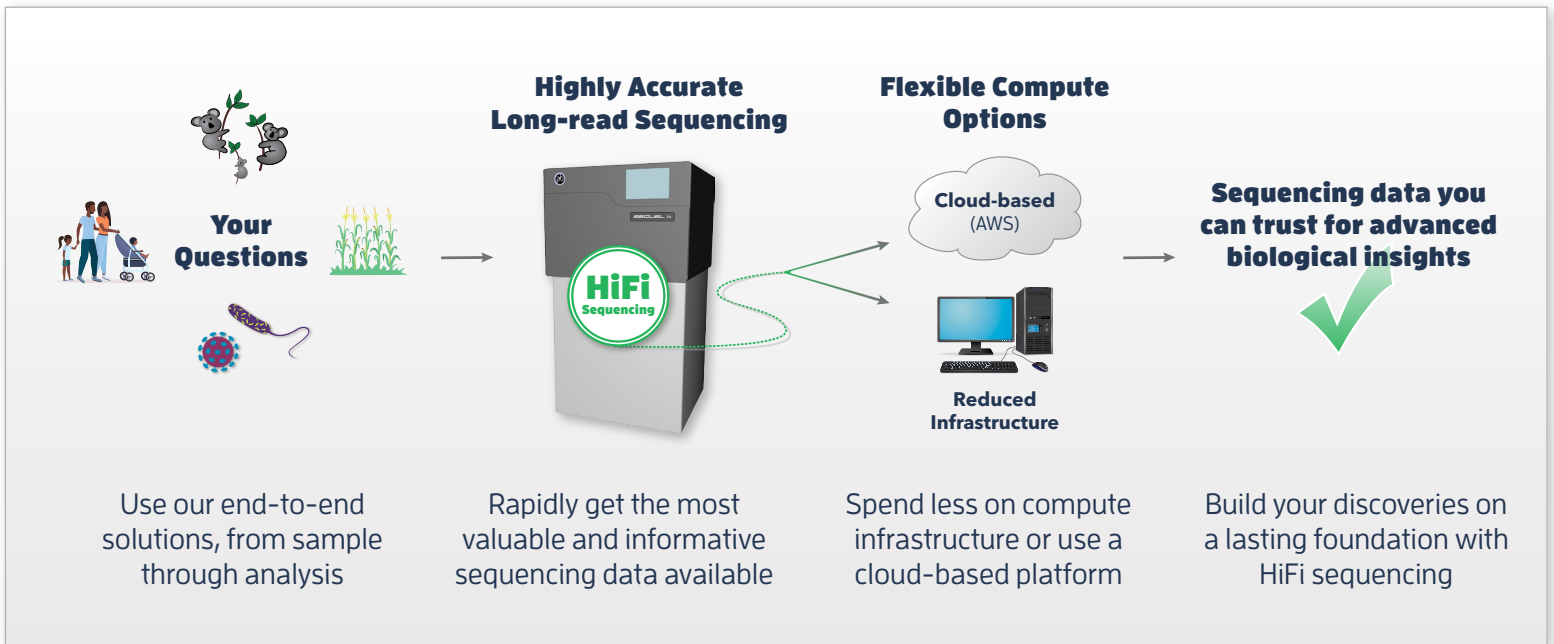 Your
Questions
Highly Accurate
Long-read Sequencing
SEQUEL IIe
HiFi
Sequencing
Flexible Compute
Options
Cloud-based
(AWS)
Reduced
Infrastructure
Sequencing data you
can trust for advanced
biological insights
Use our end-to-end
solutions, from sample
through analysis
Rapidly get the most
valuable and informative
sequencing data available
Spend less on compute
infrastructure or use a
cloud-based platform
Build your discoveries on
a lasting foundation with
HiFi sequencing